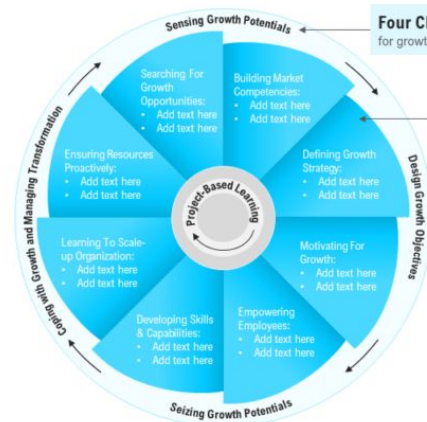 Sensing Growth Potentials
Four C
for growt
Searching For
Growth
Opportunities:
• Add text here
• Add text here
Building Market
Competencies:
• Add text here
• Add text here
Defining Growth
Strategy:
• Add text here
• Add text here
Motivating For
Growth:
• Add text here
• Add text here
Empowering
Employees:
• Add text here
• Add text here
Developing Skills
& Capabilities:
• Add text here
• Add text here
Learning To Scale-
up Organization:
• Add text here
• Add text here
Ensuring Resources
Proactively:
• Add text here
• Add text here
Project-Based Learning
Design Growth Objectives
Seizing Growth Potentials
Coping with Growth and Managing Transformation